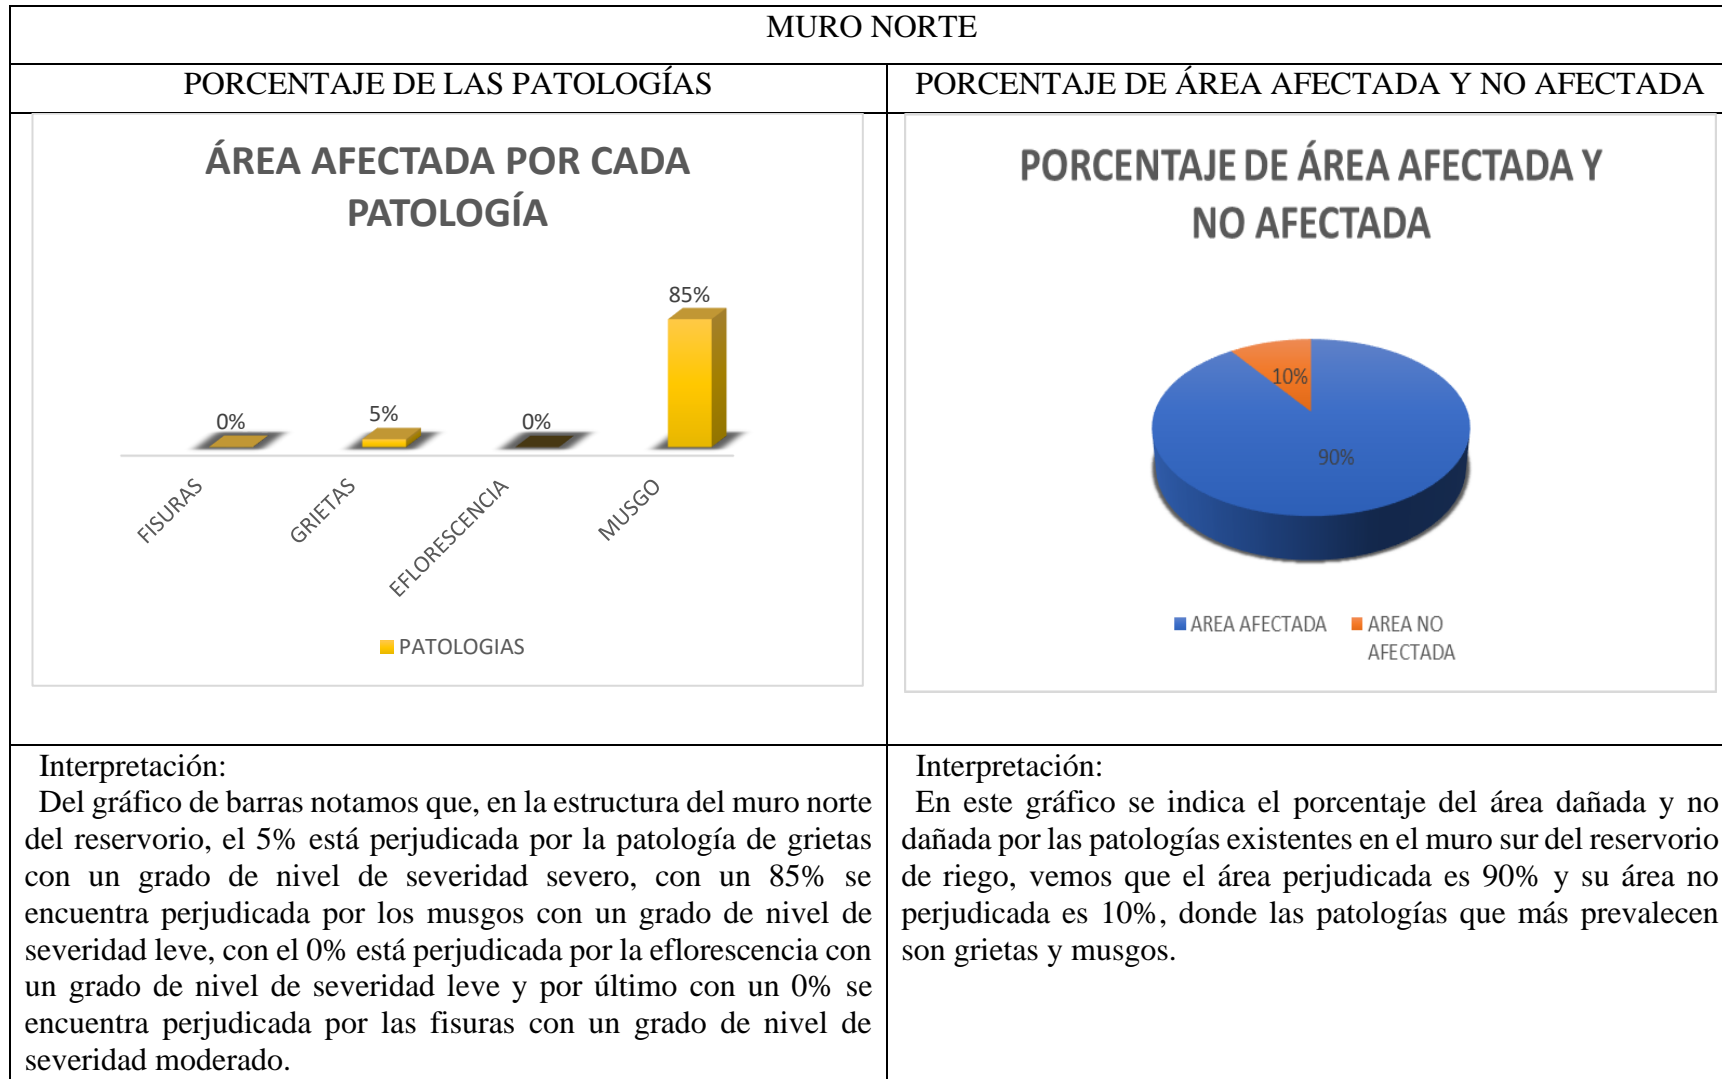 MURO NORTE
PORCENTAJE DE LAS PATOLOGÍAS
PORCENTAJE DE ÁREA AFECTADA Y NO AFECTADA
ÁREA AFECTADA POR CADA
PATOLOGÍA
85%
0%
5%
0%
FISURAS
GRIETAS
EFLORESCENCIA
MUSGO
PATOLOGIAS
PORCENTAJE DE ÁREA AFECTADA Y
NO AFECTADA
10%
90%
AREA AFECTADA
AREA NO
AFECTADA
Interpretación:
Del gráfico de barras notamos que, en la estructura del muro norte
del reservorio, el 5% está perjudicada por la patología de grietas
con un grado de nivel de severidad severo, con un 85% se
encuentra perjudicada por los musgos con un grado de nivel de
severidad leve, con el 0% está perjudicada por la eflorescencia con
un grado de nivel de severidad leve y por último con un 0% se
encuentra perjudicada por las fisuras con un grado de nivel de
severidad moderado.
Interpretación:
En este gráfico se indica el porcentaje del área dañada y no
dañada por las patologías existentes en el muro sur del reservorio
de riego, vemos que el área perjudicada es 90% y su área no
perjudicada es 10%, donde las patologías que más prevalecen
son grietas y musgos.